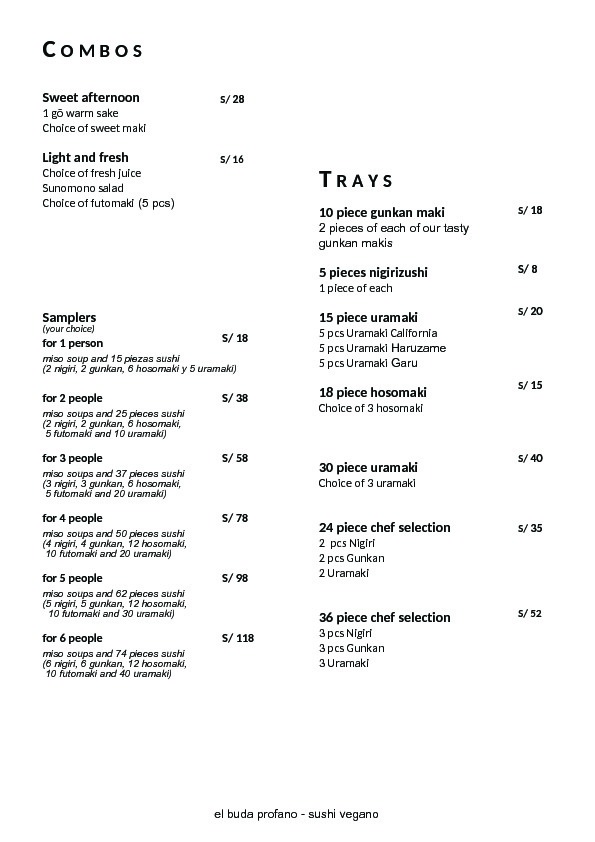 COMBOS
Sweet afternoon S/ 28
1 gō warm sake
Choice of sweet maki
Light and fresh S/ 16
Choice of fresh juice
Sunomono salad
Choice of futomaki (5 pcs)
Samplers
(your choice)
for 1 person S/ 18
miso soup and 15 piezas sushi
(2 nigiri, 2 gunkan, 6 hosomaki y 5 uramaki)
for 2 people S/ 38
miso soups and 25 pieces sushi
(2 nigiri, 2 gunkan, 6 hosomaki,
5 futomaki and 10 uramaki)
for 3 people S/ 58
miso soups and 37 pieces sushi
(3 nigiri, 3 gunkan, 6 hosomaki,
5 futomaki and 20 uramaki)
for 4 people S/ 78
miso soups and 50 pieces sushi
(4 nigiri, 4 gunkan, 12 hosomaki,
10 futomaki and 20 uramaki)
for 5 people S/ 98
miso soups and 62 pieces sushi
(5 nigiri, 5 gunkan, 12 hosomaki,
10 futomaki and 30 uramaki)
for 6 people S/ 118
miso soups and 74 pieces sushi
(6 nigiri, 6 gunkan, 12 hosomaki,
10 futomaki and 40 uramaki)
TRAYS
10 piece gunkan maki S/ 18
2 pieces of each of our tasty
gunkan makis
5 pieces nigirizushi S/ 8
1 piece of each
15 piece uramaki S/ 20
5 pcs Uramaki California
5 pcs Uramaki Haruzame
5 pcs Uramaki Garu
18 piece hosomaki S/ 15
Choice of 3 hosomaki
30 piece uramaki S/ 40
Choice of 3 uramaki
24 piece chef selection S/ 35
2 pcs Nigiri
2 pcs Gunkan
2 Uramaki
36 piece chef selection S/ 52
3 pcs Nigiri
3 pcs Gunkan
3 Uramaki
el buda profano - sushi vegano